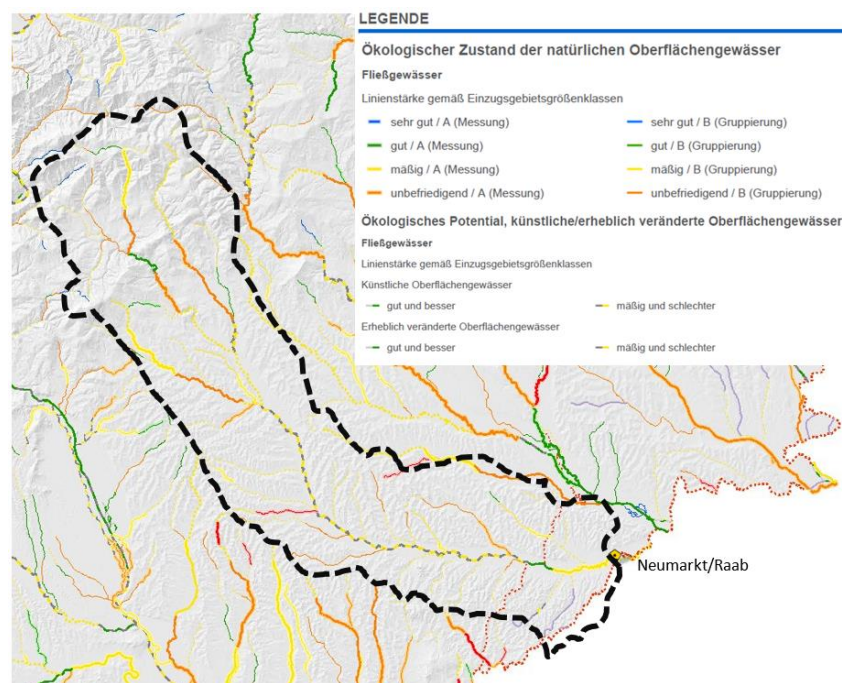 LEGENDE
Ökologischer Zustand der natürlichen Oberflächengewässer
Fließgewässer
Linienstärke gemäß Einzugsgebietsgrößenklassen
sehr gut / A (Messung)
sehr gut / B (Gruppierung)
gut / A (Messung)
gut / B (Gruppierung)
mäßig / A (Messung)
mäßig / B (Gruppierung)
unbefriedigend / A (Messung)
unbefriedigend / B (Gruppierung)
Ökologisches Potential, künstliche/erheblich veränderte Oberflächengewässer
Fließgewässer
Linienstärke gemäß Einzugsgebietsgrößenklassen
Künstliche Oberflächengewässer
gut und besser
mäßig und schlechter
Erheblich veränderte Oberflächengewässer
gut und besser
mäßig und schlechter
Neumarkt/Raab